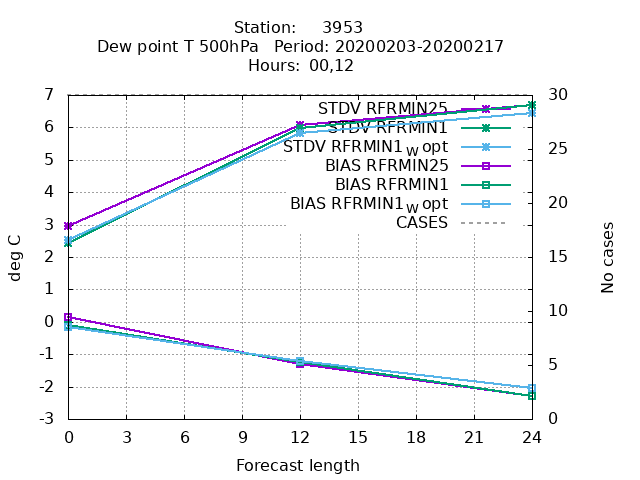 Station: 3953
Dew point T 500hPa Period: 20200203-20200217
Hours: 00,12
7
6
5
4
3
2
1
0
-1
-2
-3
deg C
30
25
20
15
10
5
0
No cases
STDV RFRMIN25
STDV RFRMIN1
STDV RFRMIN1w opt
BIAS RFRMIN25
BIAS RFRMIN1
BIAS RFRMIN1w opt
CASES
0 3 6 9 12 15 18 21 24
Forecast length